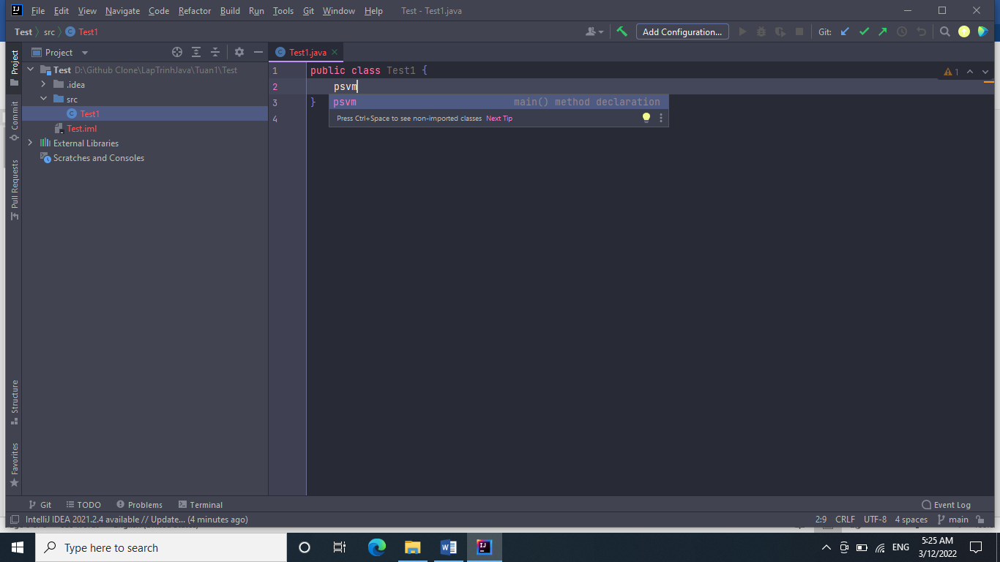 File Edit View Navigate Code Refactor Build Run Tools Git Window Help Test - Test1.java
Test src Test1 Add Configuration... Git:
Project Test1.java
Project
Commit
Pull Requests
Structure
Favorites
Test D:\Github Clone\LapTrinhJava\Tuan1\Test
.idea
src
Test1
Test.iml
External Libraries
Scratches and Consoles
1 public class Test1 { 1
2 psvm
3 }
4
psvm main() method declaration
Press Ctrl+Space to see non-imported classes Next Tip
Git TODO Problems Terminal Event Log
IntelliJ IDEA 2021.2.4 available // Update... (4 minutes ago) 2:9 CRLF UTF-8 4 spaces main
Type here to search ENG 5:25 AM
3/12/2022